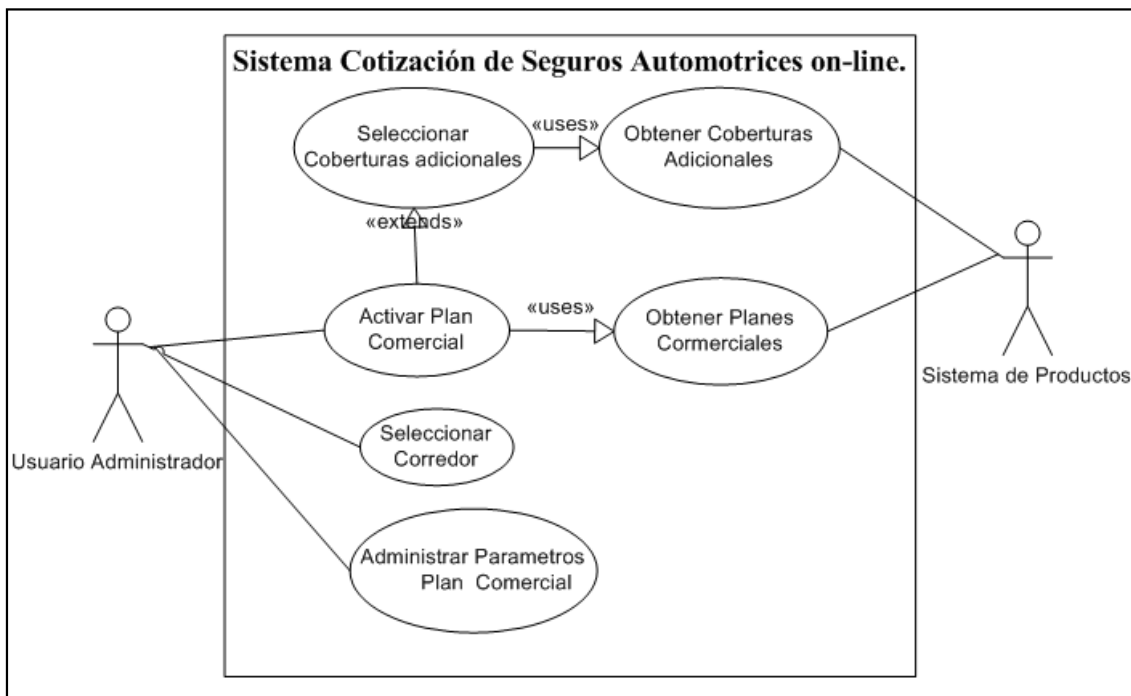 Sistema Cotización de Seguros Automotrices on-line.
Seleccionar
Coberturas adicionales
«uses»
Obtener Coberturas
Adicionales
«extends»
Activar Plan
Comercial
«uses»
Obtener Planes
Cormerciales
Sistema de Productos
Usuario Administrador
Seleccionar
Corredor
Administrar Parametros
Plan Comercial